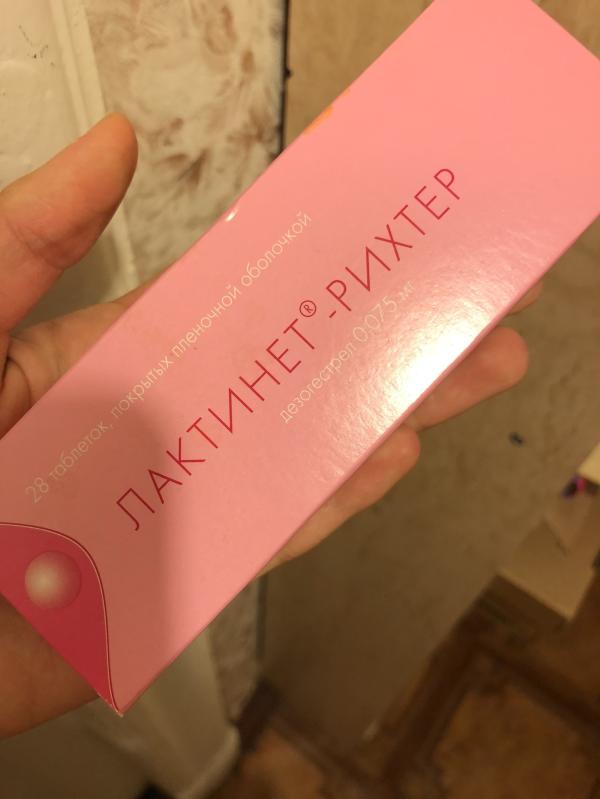 28 таблеток, покрытых пленочной оболочкой
ЛАКТИНЕТ®-РИХТЕР
дезогестрел 0.075 мг